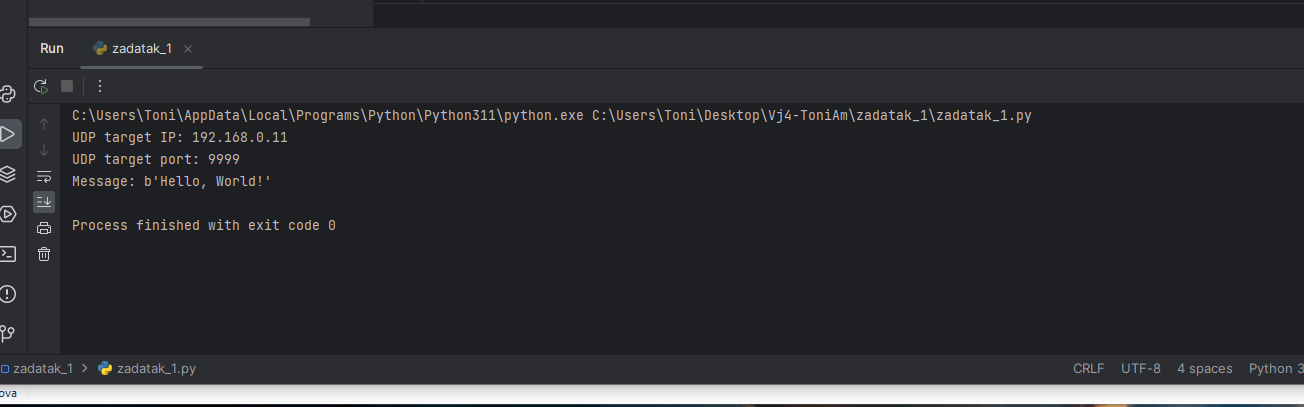 Run zadatak_1
C:\Users\Toni\AppData\Local\Programs\Python\Python311\python.exe C:\Users\Toni\Desktop\Vj4-ToniAm\zadatak_1\zadatak_1.py
UDP target IP: 192.168.0.11
UDP target port: 9999
Message: b'Hello, World!'
Process finished with exit code 0
zadatak_1 > zadatak_1.py CRLF UTF-8 4 spaces Python 3
ova